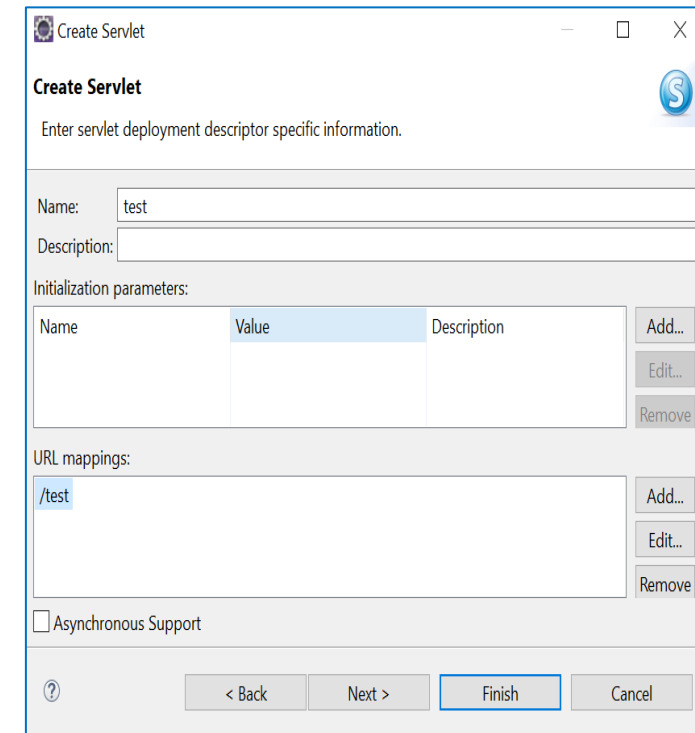 Create Servlet
Create Servlet
Enter servlet deployment descriptor specific information.
Name: test
Description:
Initialization parameters:
Name Value Description Add...
Edit...
Remove
URL mappings:
/test Add...
Edit...
Remove
Asynchronous Support
? < Back Next > Finish Cancel